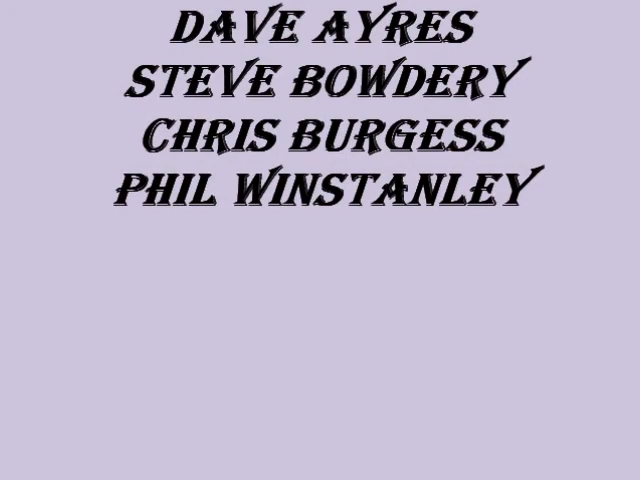 DAVE AYRES
STEVE BOWDERY
CHRIS BURGESS
PHIL WINSTANLEY